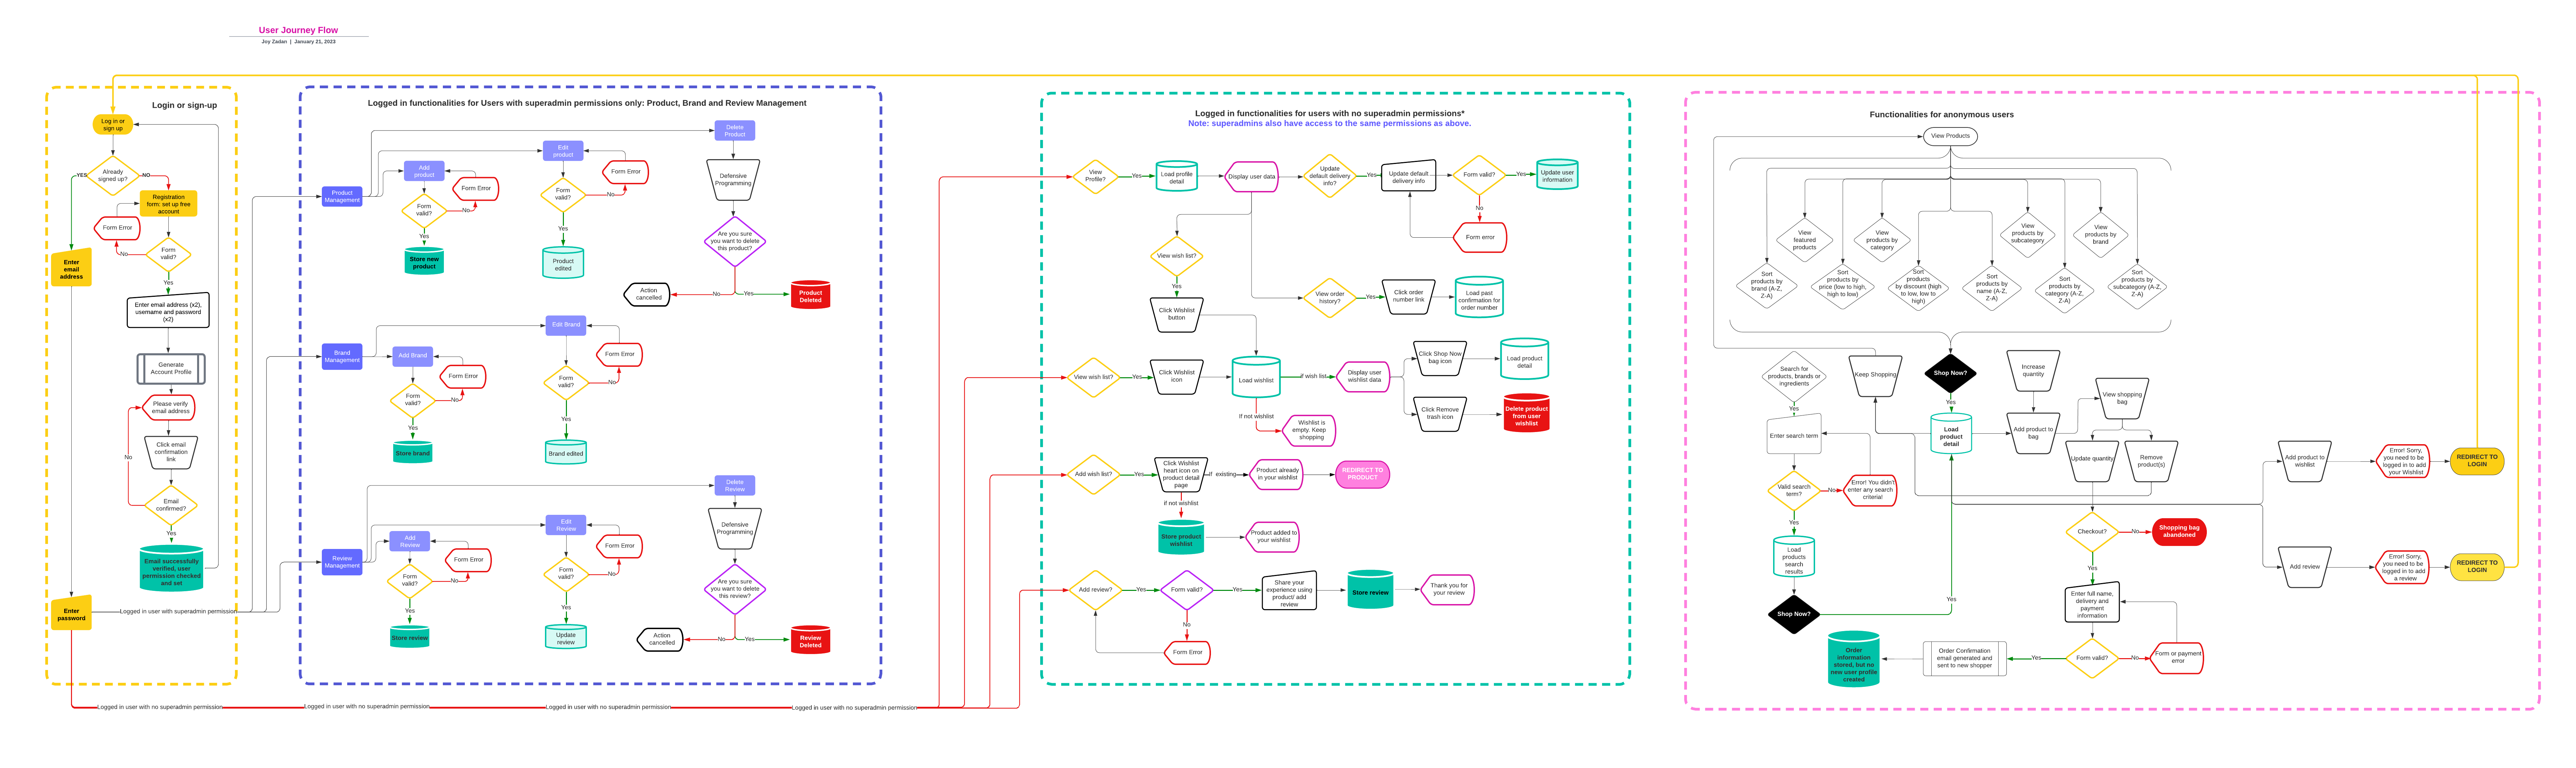 User Journey Flow
Joy Zadan | January 21, 2023
Login or sign-up
Log in or
sign up
Already
signed up?
YES
NO
Registration
form: set up free
account
Form Error
Form
valid?
No
Yes
Enter
email
address
Enter email address (x2),
username and password
(x2)
Generate
Account Profile
Please verify
email address
Click email
confirmation
link
No
Email
confirmed?
Yes
Email successfully
verified, user
permission checked
and set
Enter
password
Logged in user with superadmin permission
Logged in user with no superadmin permission
Logged in user with no superadmin permission
Logged in user with no superadmin permission
Logged in user with no superadmin permission
Logged in functionalities for Users with superadmin permissions only: Product, Brand and Review Management
Product
Management
Add
product
Form Error
Form
valid?
No
Yes
Store new
product
Edit
product
Form Error
Form
valid?
No
Yes
Product
edited
Delete
Product
Defensive
Programming
Are you sure
you want to delete
this product?
No
Yes
Action
cancelled
Product
Deleted
Brand
Management
Add Brand
Form Error
Form
valid?
No
Yes
Store brand
Edit Brand
Form Error
Form
valid?
No
Yes
Brand edited
Review
Management
Add
Review
Form Error
Form
valid?
No
Yes
Store review
Edit
Review
Form Error
Form
valid?
No
Yes
Update
review
Delete
Review
Defensive
Programming
Are you sure
you want to delete
this review?
No
Yes
Action
cancelled
Review
Deleted
Logged in functionalities for users with no superadmin permissions*
Note: superadmins also have access to the same permissions as above.
View
Profile?
Yes
Load profile
detail
Display user data
Update
default delivery
info?
Yes
Update default
delivery info
Form valid?
Yes
Update user
information
No
Form error
View wish list?
Yes
Click Wishlist
button
View order
history?
Yes
Click order
number link
Load past
confirmation for
order number
View wish list?
Yes
Click Wishlist
icon
Load wishlist
if wish list
Display user
wishlist data
Click Shop Now
bag icon
Load product
detail
Click Remove
trash icon
Delete product
from user
wishlist
If not wishlist
Wishlist is
empty. Keep
shopping
Add wish list?
Yes
Click Wishlist
heart icon on
product detail
page
If existing
Product already
in your wishlist
REDIRECT TO
PRODUCT
if not wishlist
Store product
wishlist
Product added to
your wishlist
Add review?
Yes
Form valid?
Yes
Share your
experience using
product/ add
review
Store review
Thank you for
your review
No
Form Error
Functionalities for anonymous users
View Products
View
featured
products
View
products by
category
View
products by
subcategory
View
products by
brand
Sort
products by
brand (A-Z,
Z-A)
Sort
products by
price (low to high,
high to low)
Sort
products
by discount (high
to low, low to
high)
Sort
products by
name (A-Z,
Z-A)
Sort
products by
category (A-Z,
Z-A)
Sort
products by
subcategory (A-Z,
Z-A)
Search for
products, brands or
ingredients
Yes
Enter search term
Valid search
term?
No
Error! You didn't
enter any search
criteria!
Yes
Load
products
search
results
Shop Now?
Keep Shopping
Shop Now?
Yes
Load
product
detail
Yes
Increase
quantity
Add product to
bag
View shopping
bag
Update quantity
Remove
product(s)
Checkout?
No
Shopping bag
abandoned
Yes
Enter full name,
delivery and
payment
information
Form valid?
No
Form or payment
error
Yes
Order Confirmation
email generated and
sent to new shopper
Order
information
stored, but no
new user profile
created
Add product to
wishlist
Error! Sorry,
you need to be
logged in to add
your Wishlist
REDIRECT TO
LOGIN
Add review
Error! Sorry,
you need to be
logged in to add
a review
REDIRECT TO
LOGIN